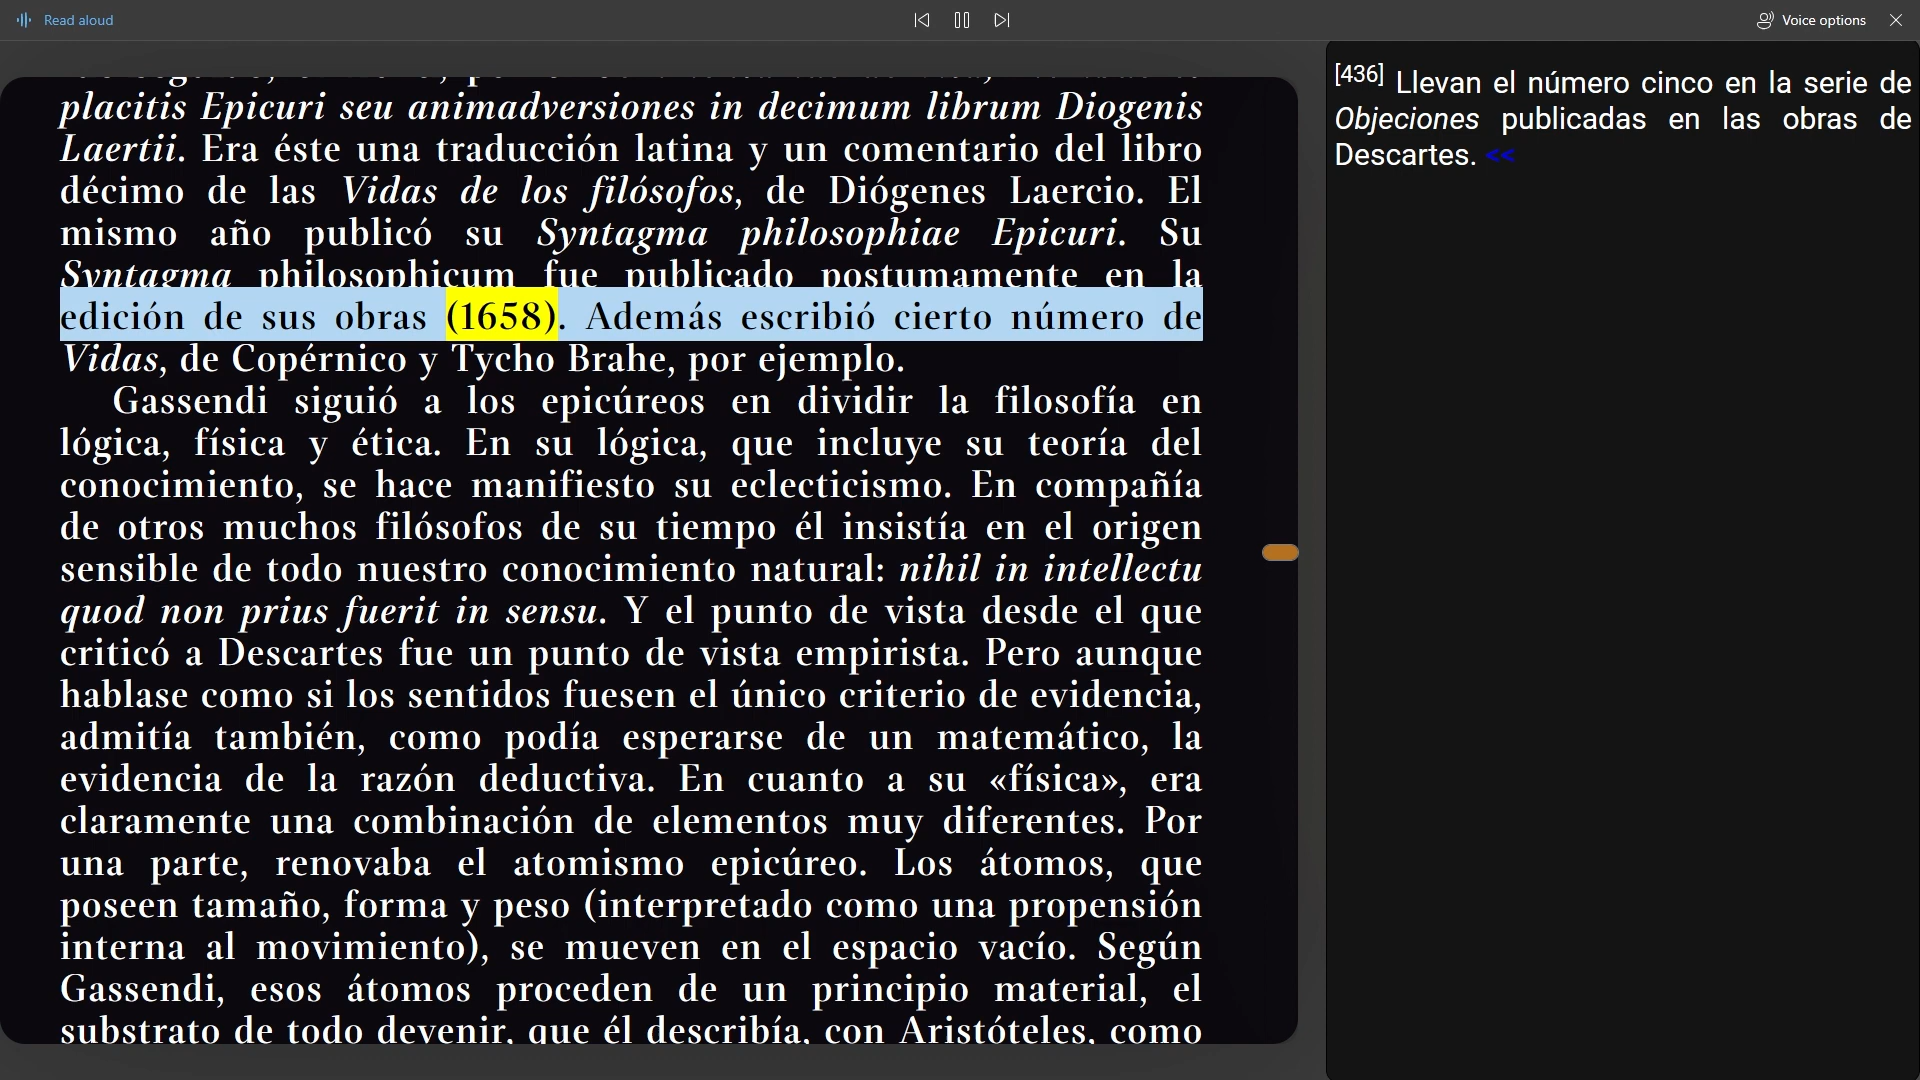 Read aloud
Voice options
placitis Epicuri seu animadversiones in decimum librum Diogenis
Laertii. Era éste una traducción latina y un comentario del libro
décimo de las Vidas de los filósofos, de Diógenes Laercio. El
mismo año publicó su Syntagma philosophiae Epicuri. Su
Syntagma philosophicum fue publicado postumamente en la
edición de sus obras (1658). Además escribió cierto número de
Vidas, de Copérnico y Tycho Brahe, por ejemplo.
Gassendi siguió a los epicúreos en dividir la filosofía en
lógica, física y ética. En su lógica, que incluye su teoría del
conocimiento, se hace manifiesto su eclecticismo. En compañía
de otros muchos filósofos de su tiempo él insistía en el origen
sensible de todo nuestro conocimiento natural: nihil in intellectu
quod non prius fuerit in sensu. Y el punto de vista desde el que
criticó a Descartes fue un punto de vista empirista. Pero aunque
hablase como si los sentidos fuesen el único criterio de evidencia,
admitía también, como podía esperarse de un matemático, la
evidencia de la razón deductiva. En cuanto a su «física», era
claramente una combinación de elementos muy diferentes. Por
una parte, renovaba el atomismo epicúreo. Los átomos, que
poseen tamaño, forma y peso (interpretado como una propensión
interna al movimiento), se mueven en el espacio vacío. Según
Gassendi, esos átomos proceden de un principio material, el
substrato de todo devenir, que él describía, con Aristóteles, como
[436] Llevan el número cinco en la serie de
Objeciones publicadas en las obras de
Descartes. <<